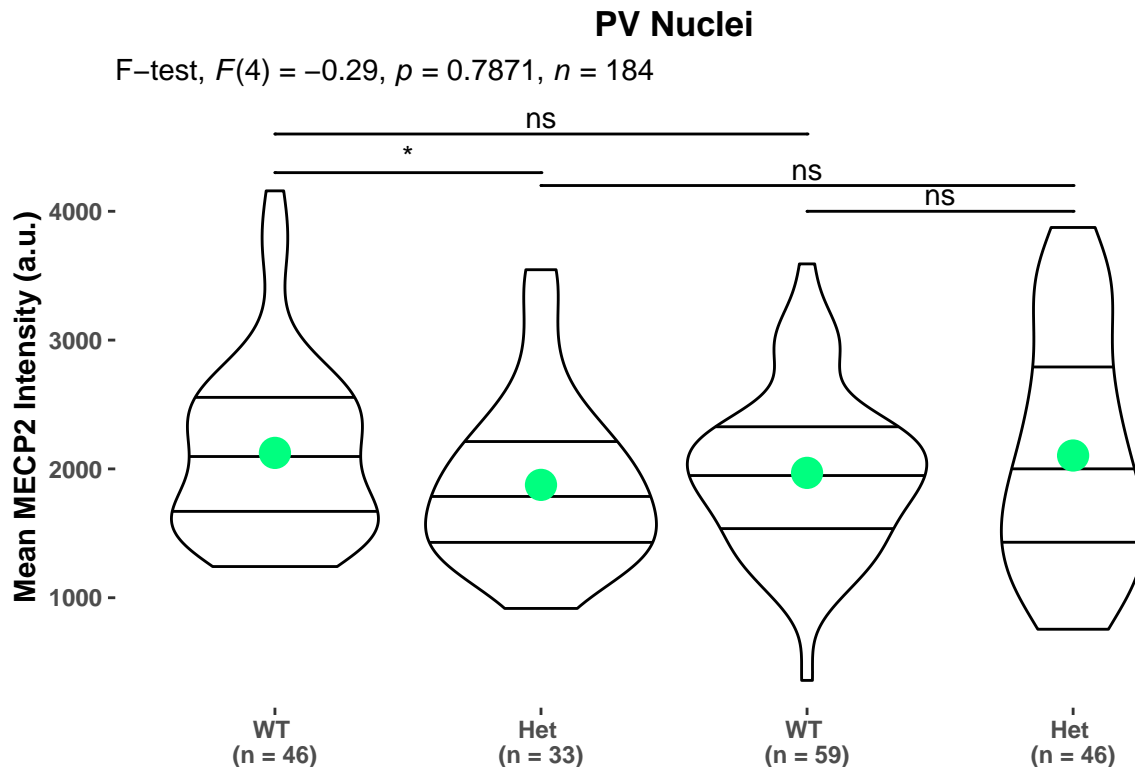 PV Nuclei
F−test, F(4) = −0.29, p = 0.7871, n = 184
ns
*
ns
ns
Mean MECP2 Intensity (a.u.)
4000
3000
2000
1000
WT
(n = 46)
Het
(n = 33)
WT
(n = 59)
Het
(n = 46)